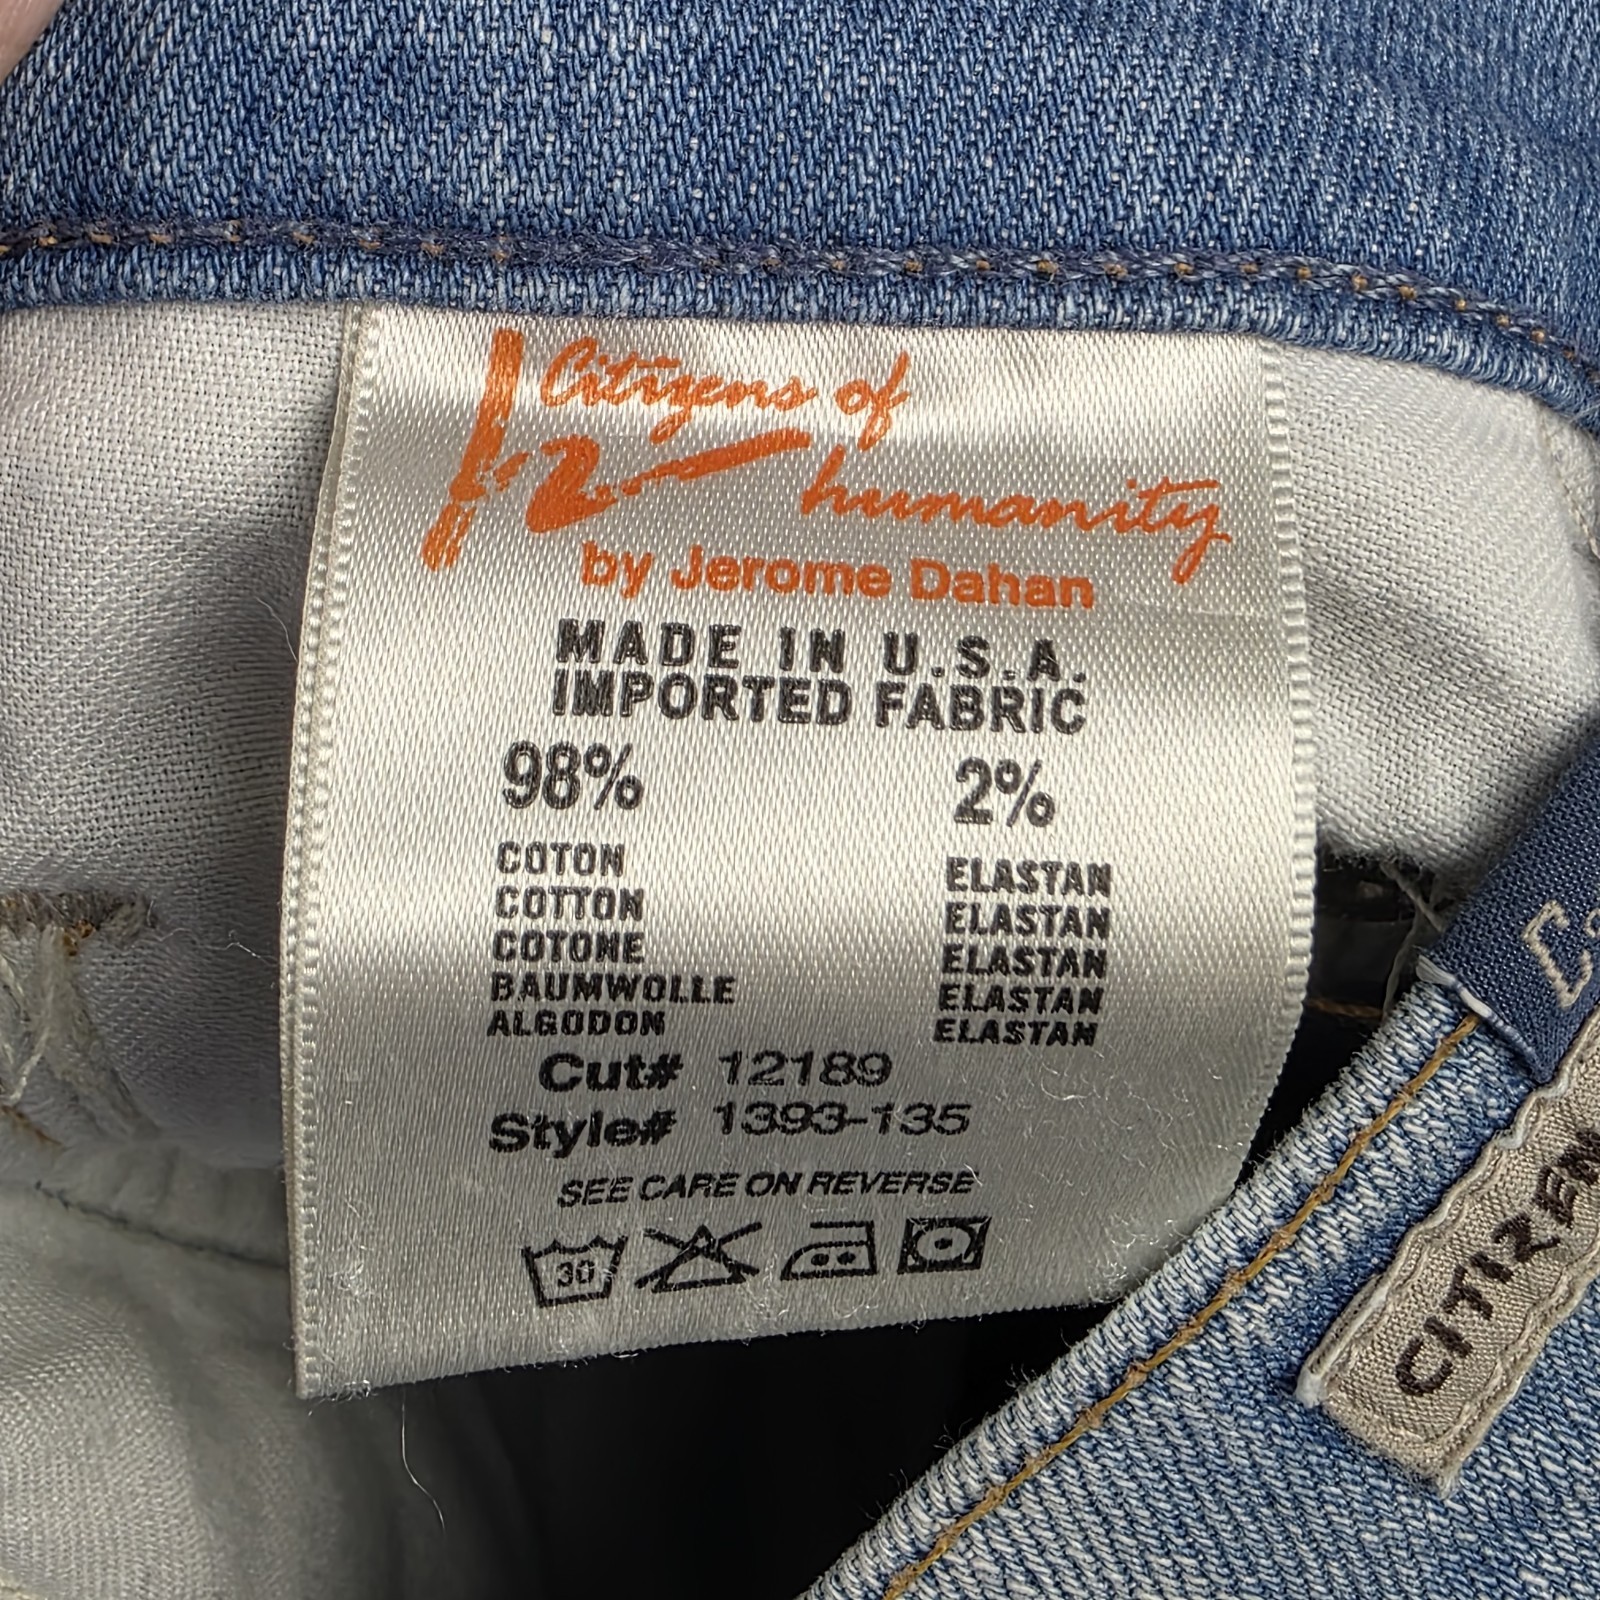 Citizens of
humanity
by Jerome Dahan
MADE IN U.S.A.
IMPORTED FABRIC
98% 2%
COTON ELASTAN
COTTON ELASTAN
COTONE ELASTAN
BAUMWOLLE ELASTAN
ALGODON ELASTAN
Cut# 12189
Style# 1393-135
SEE CARE ON REVERSE
30
CITIZEN